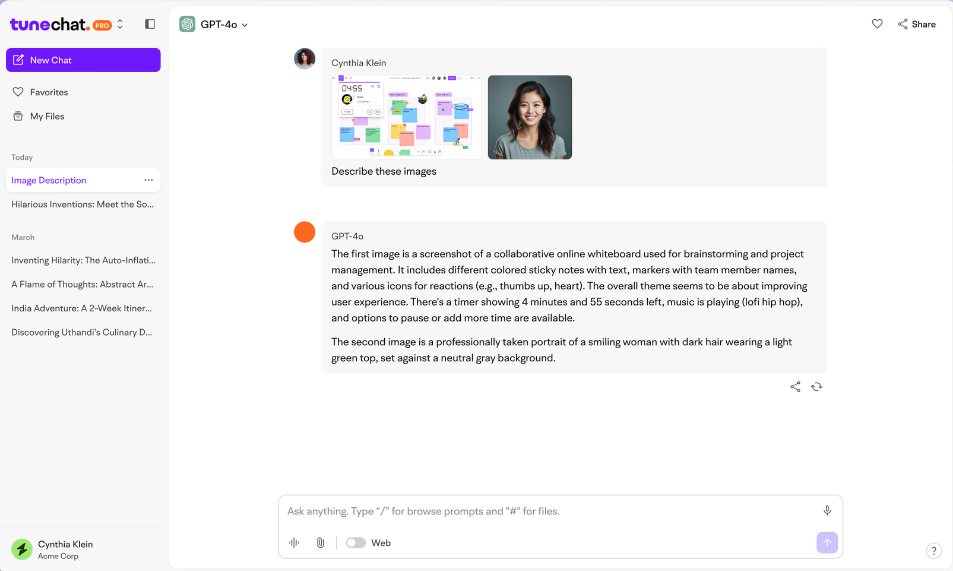 tunechat. PRO
GPT-4o
Share
New Chat
Favorites
My Files
Today
Image Description
Hilarious Inventions: Meet the So...
March
Inventing Hilarity: The Auto-Inflati...
A Flame of Thoughts: Abstract Ar...
India Adventure: A 2-Week Itiner...
Discovering Uthandi's Culinary D...
Cynthia Klein
Acme Corp
Cynthia Klein
04:55
Describe these images
GPT-4o
The first image is a screenshot of a collaborative online whiteboard used for brainstorming and project
management. It includes different colored sticky notes with text, markers with team member names,
and various icons for reactions (e.g., thumbs up, heart). The overall theme seems to be about improving
user experience. There's a timer showing 4 minutes and 55 seconds left, music is playing (lofi hip hop),
and options to pause or add more time are available.
The second image is a professionally taken portrait of a smiling woman with dark hair wearing a light
green top, set against a neutral gray background.
Ask anything. Type “/” for browse prompts and "#" for files.
Web
?